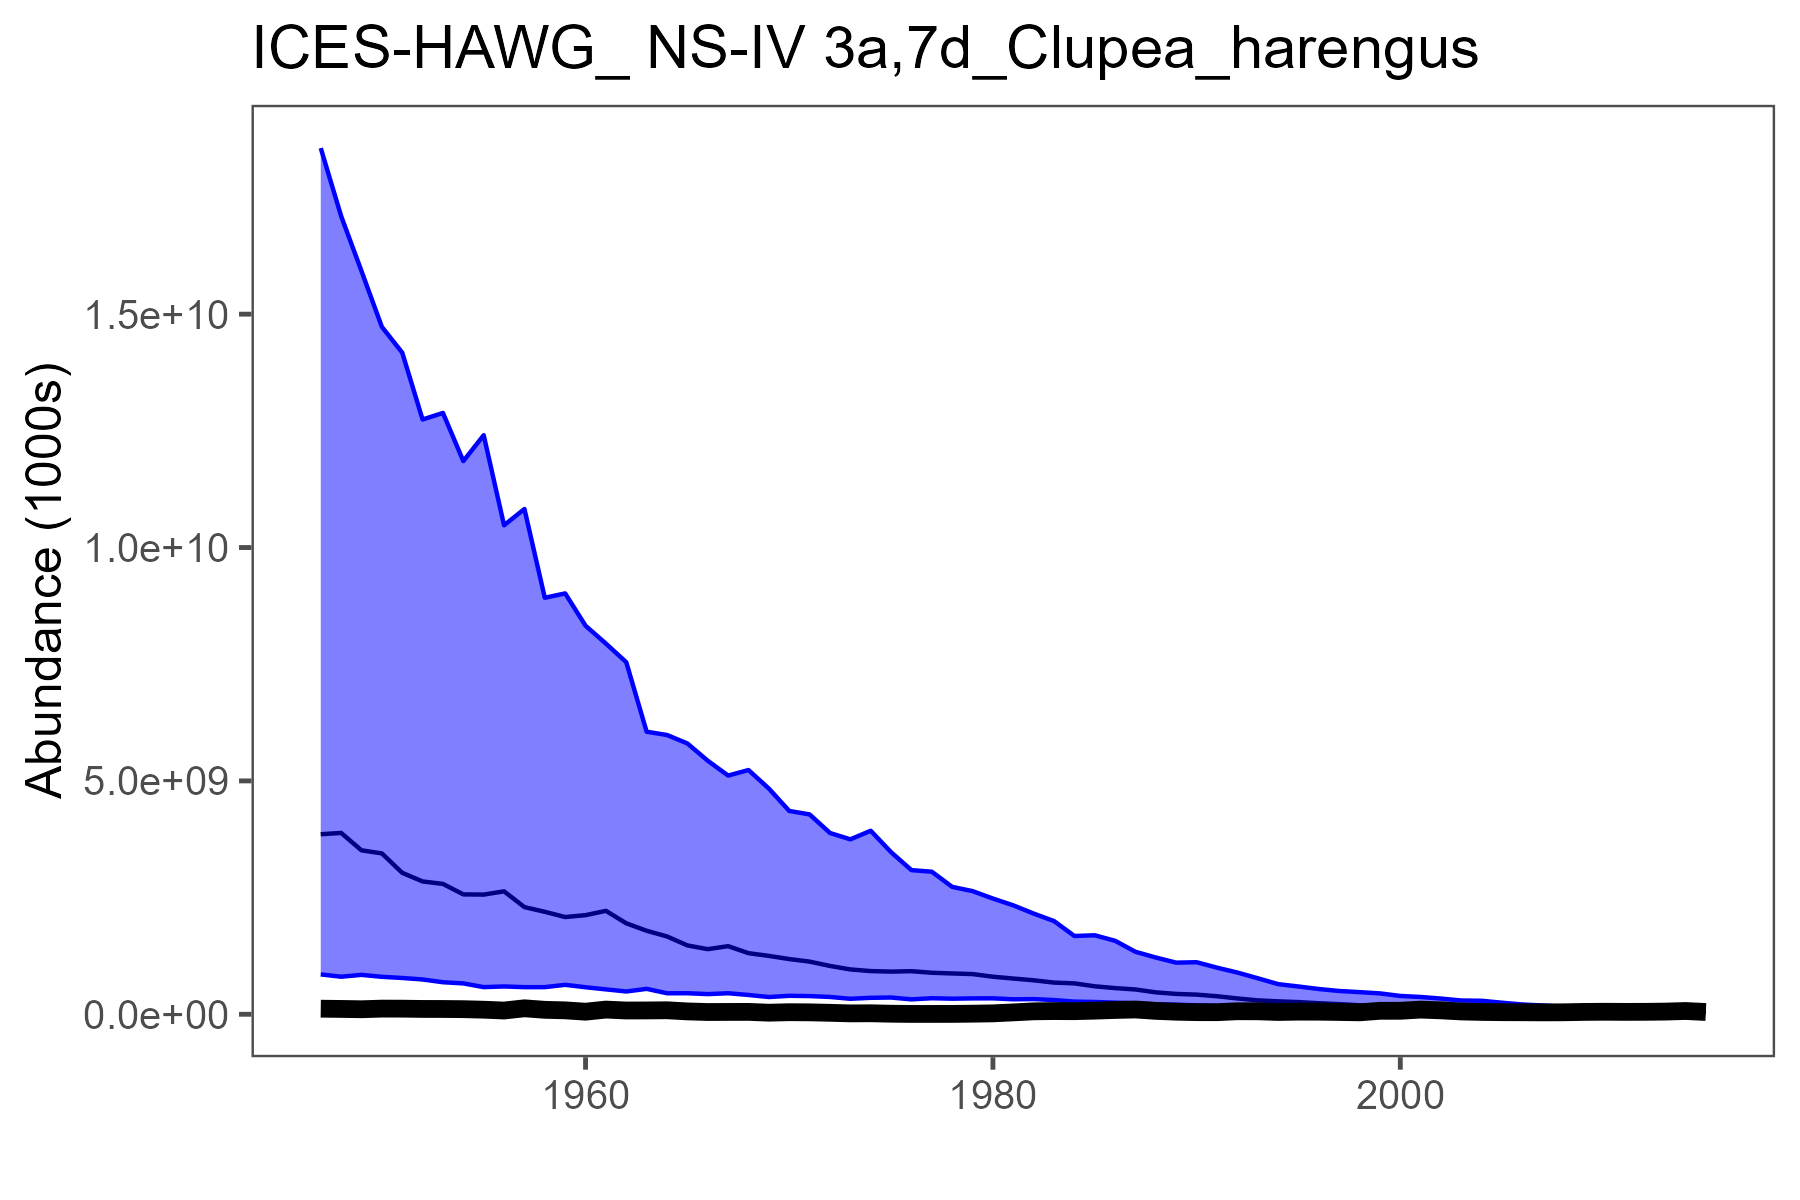 ICES-HAWG_ NS-IV 3a,7d_Clupea_harengus
Abundance (1000s)
1.5e+10
1.0e+10
5.0e+09
0.0e+00
1960
1980
2000